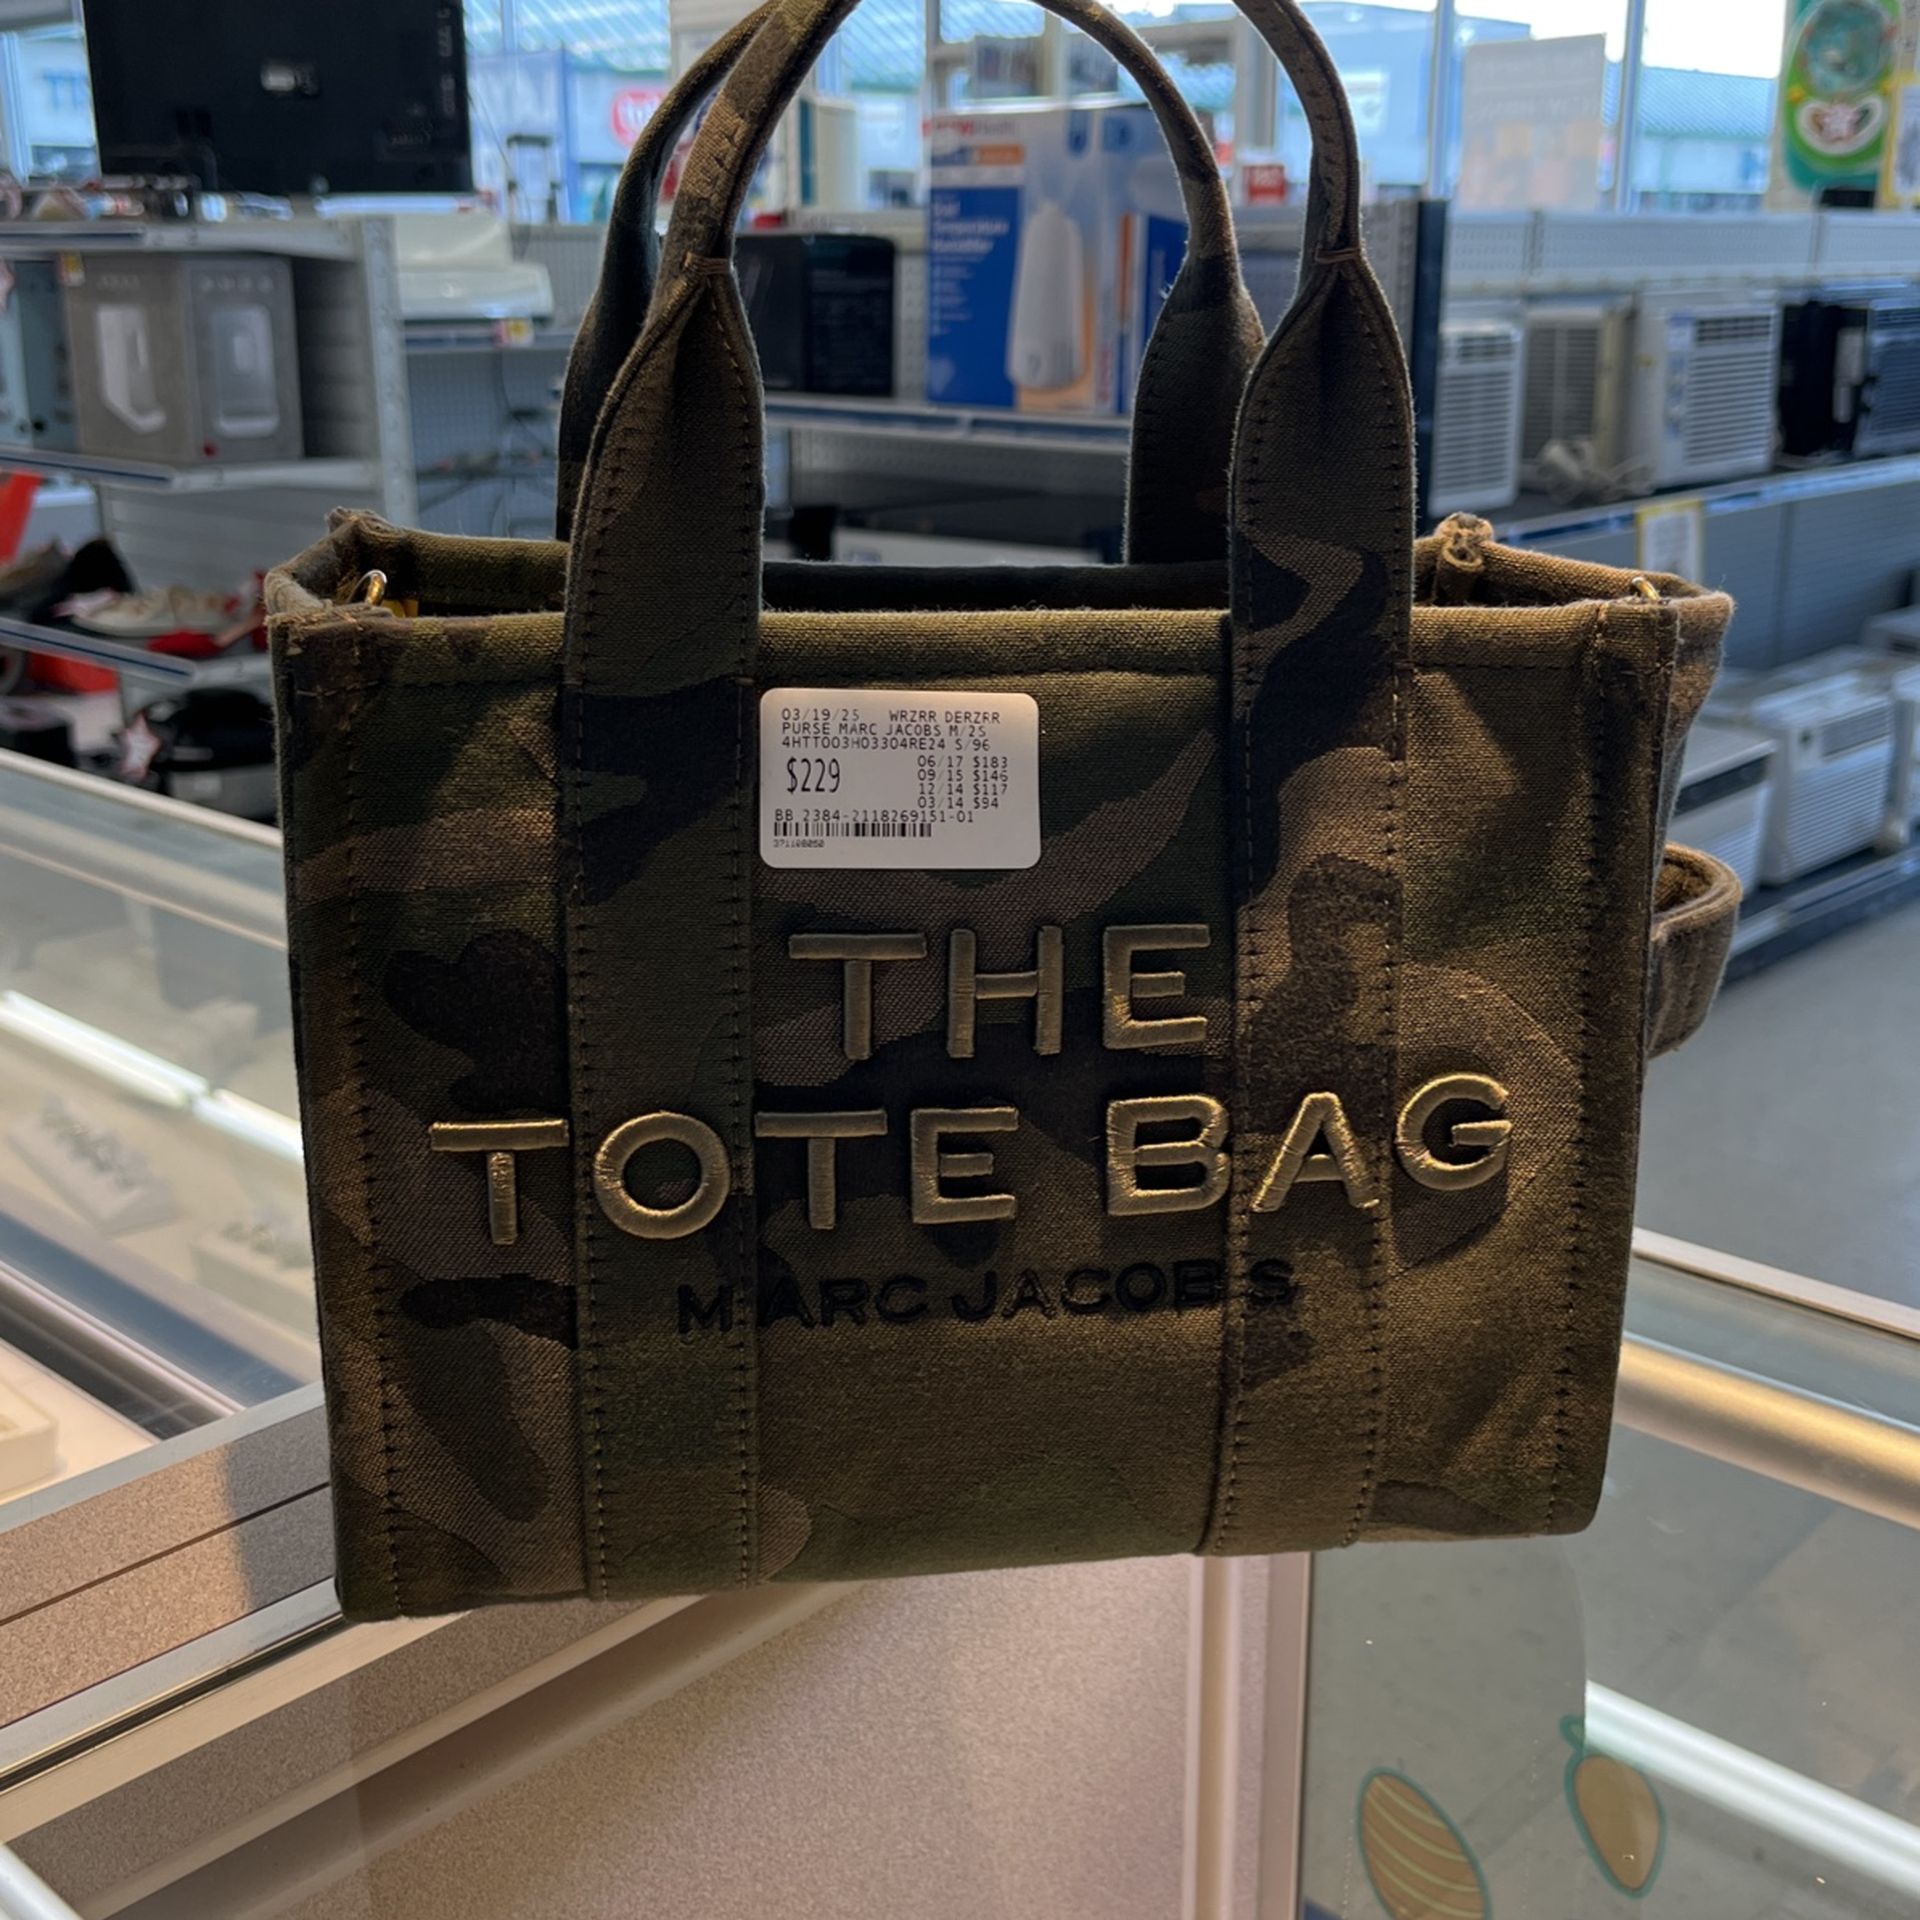 03/19/25 WRZRR DERZRR
PURSE MARC JACOBS M/2S
4HTT003H03304RE24 S/96
$229
06/17 $183
09/15 $146
12/14 $117
03/14 $94
BB 2384-2118269151-01
THE
TOTE BAG
MARC JACOBS